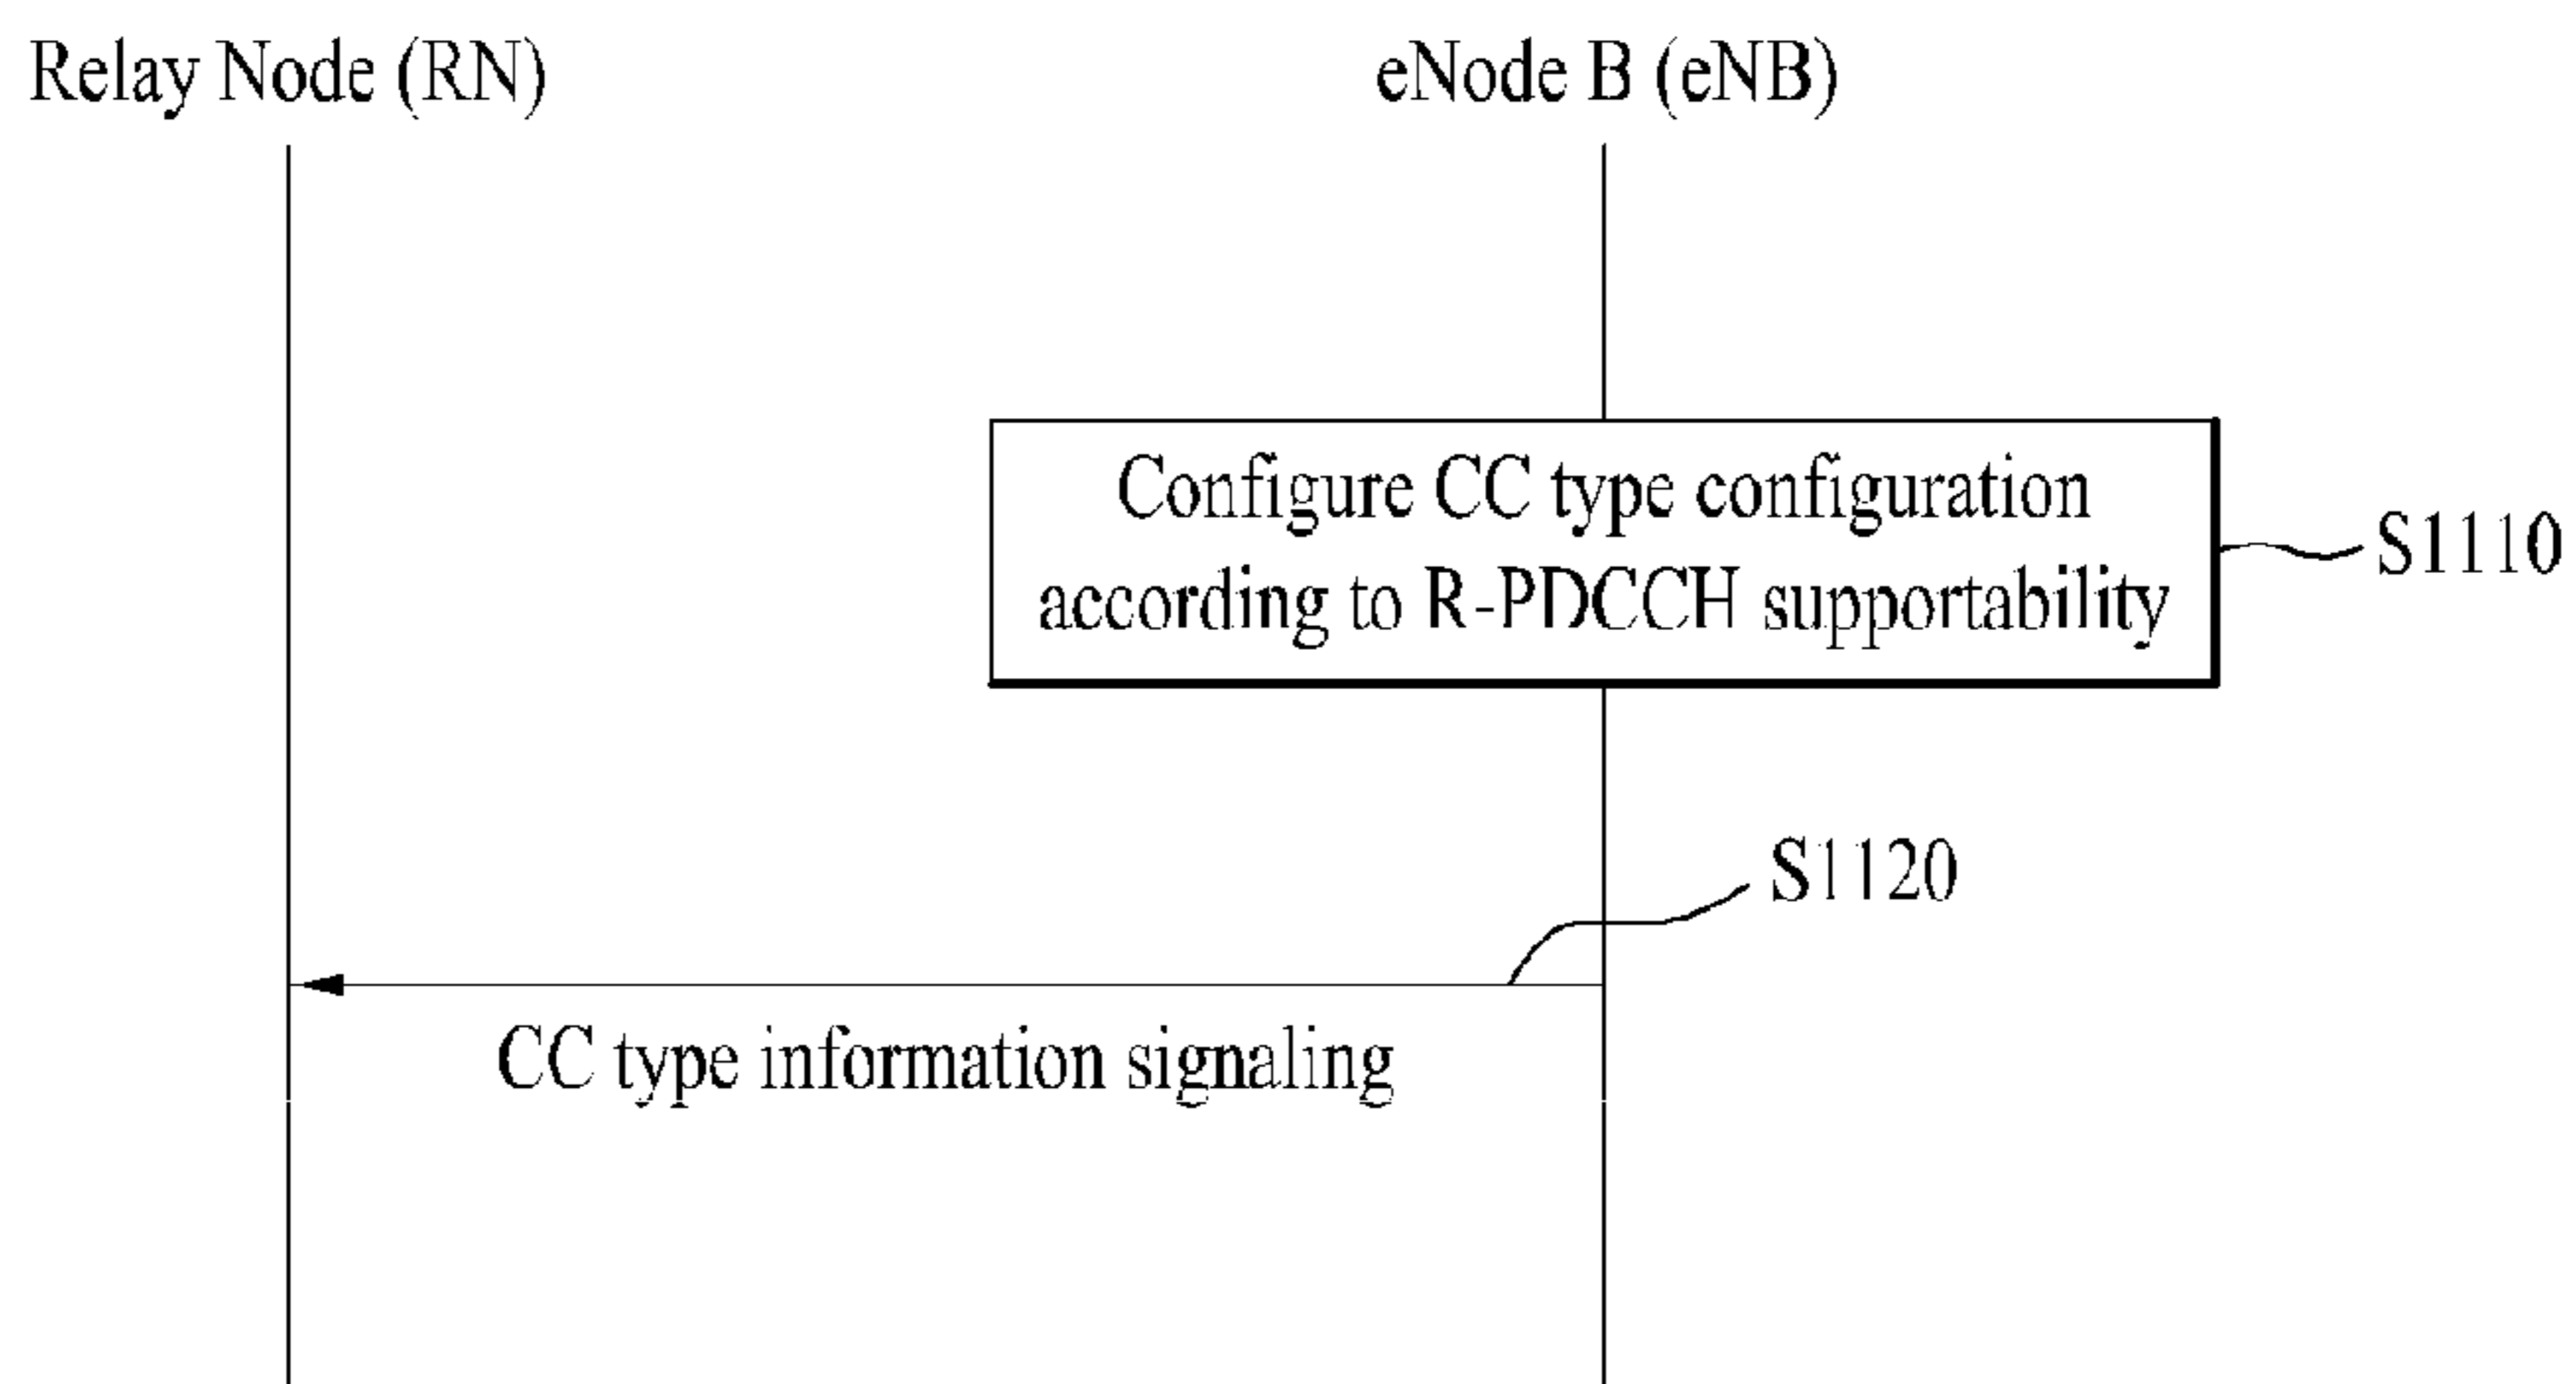 Relay Node (RN)
eNode B (eNB)
Configure CC type configuration
according to R-PDCCH supportability
S1110
S1120
CC type information signaling